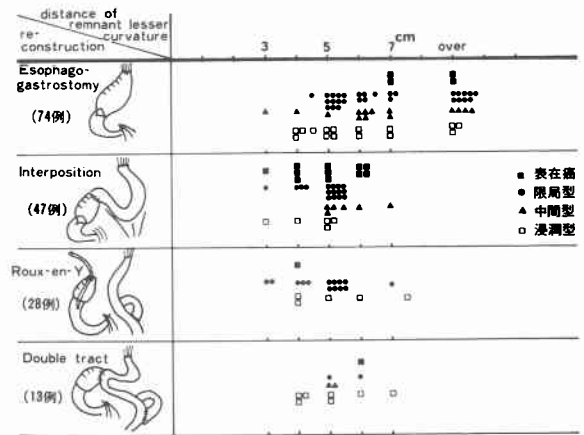 distance of
remnant lesser
curvature
re-
construction
cm
3 5 7 over
Esophago-
gastrostomy
(74例)
Interposition
(47例)
■ 表在癌
● 限局型
▲ 中間型
□ 浸潤型
Roux-en-Y
(28例)
Double tract
(13例)